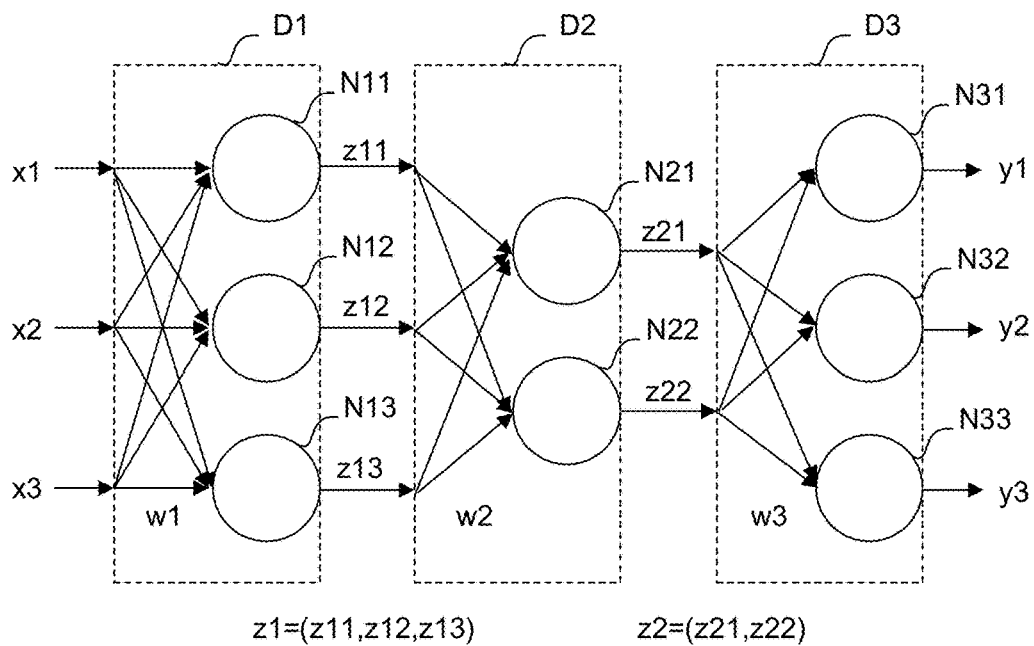 D1
D2
D3
N11
N31
x1
z11
y1
N21
N12
z21
N32
x2
z12
y2
N22
N13
z22
N33
x3
z13
y3
w1
w2
w3
z1=(z11,z12,z13)
z2=(z21,z22)